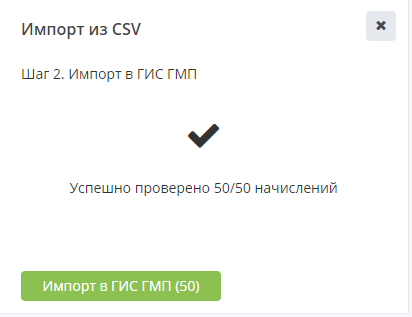 Импорт из CSV
Шаг 2. Импорт в ГИС ГМП
Успешно проверено 50/50 начислений
Импорт в ГИС ГМП (50)